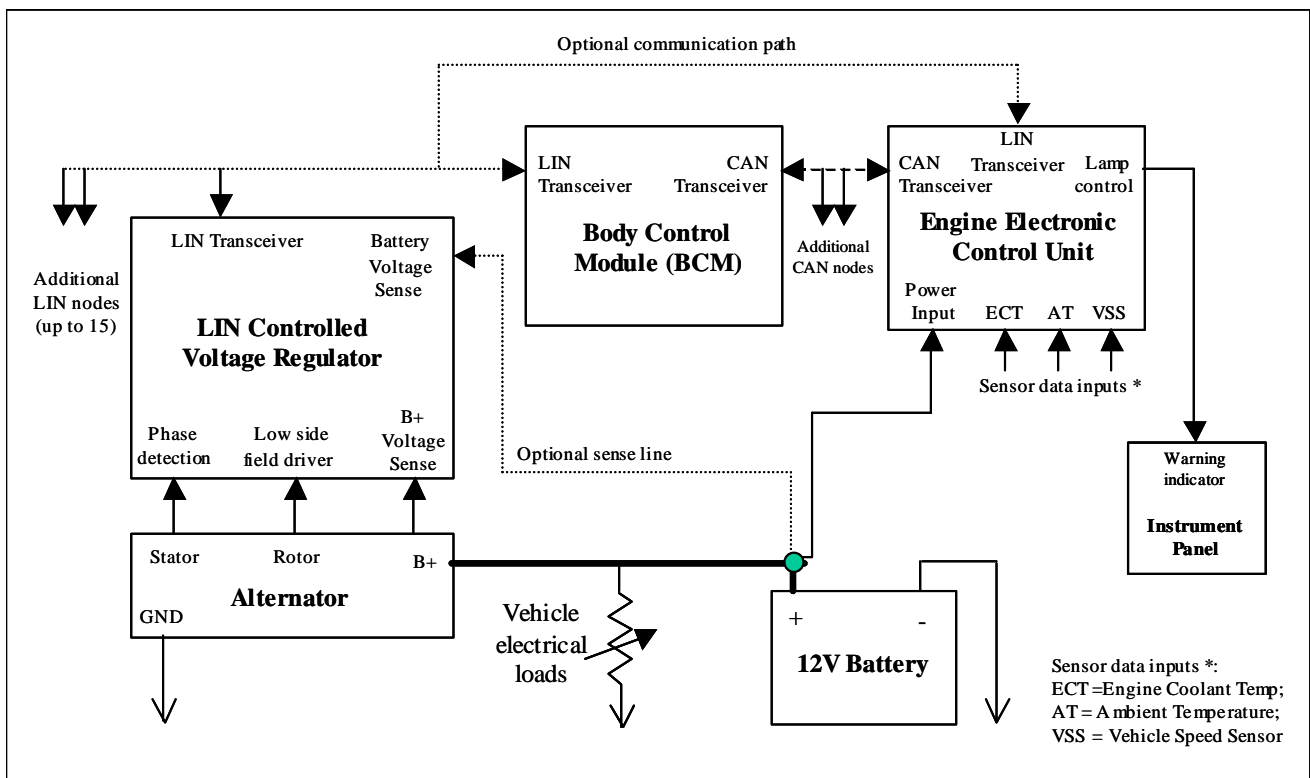 Optional communication path
LIN
Transceiver
CAN
Transceiver
Body Control
Module (BCM)
Additional
CAN nodes
CAN
Transceiver
LIN
Transceiver
Lamp
control
Engine Electronic
Control Unit
Power
Input
ECT
AT
VSS
Sensor data inputs *
Additional
LIN nodes
(up to 15)
LIN Transceiver
Battery
Voltage
Sense
LIN Controlled
Voltage Regulator
Phase
detection
Low side
field driver
B+
Voltage
Sense
Optional sense line
Warning
indicator
Instrument
Panel
Stator
Rotor
B+
Alternator
GND
Vehicle
electrical
loads
+
-
12V Battery
Sensor data inputs *:
ECT =Engine Coolant Temp;
AT = Ambient Temperature;
VSS = Vehicle Speed Sensor